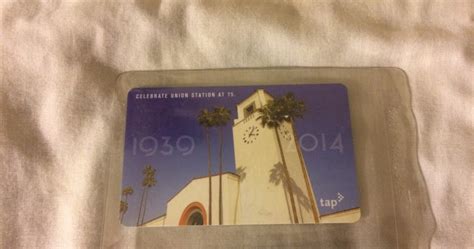 CELEBRATE UNION STATION AT 75.
1939
2014
tap